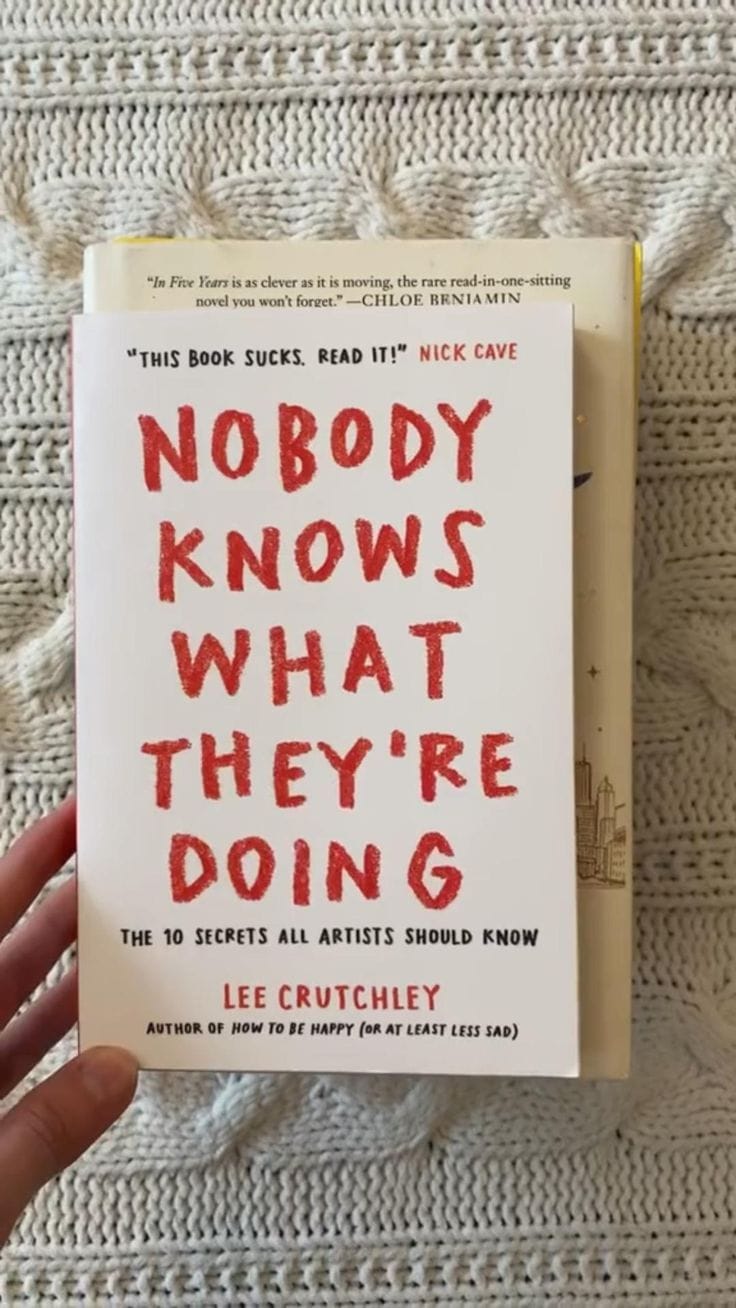 “In Five Years is as clever as it is moving, the rare read-in-one-sitting
novel you won’t forget.” —CHLOE BENJAMIN
“THIS BOOK SUCKS. READ IT!” NICK CAVE
NOBODY
KNOWS
WHAT
THEY'RE
DOING
THE 10 SECRETS ALL ARTISTS SHOULD KNOW
LEE CRUTCHLEY
AUTHOR OF HOW TO BE HAPPY (OR AT LEAST LESS SAD)